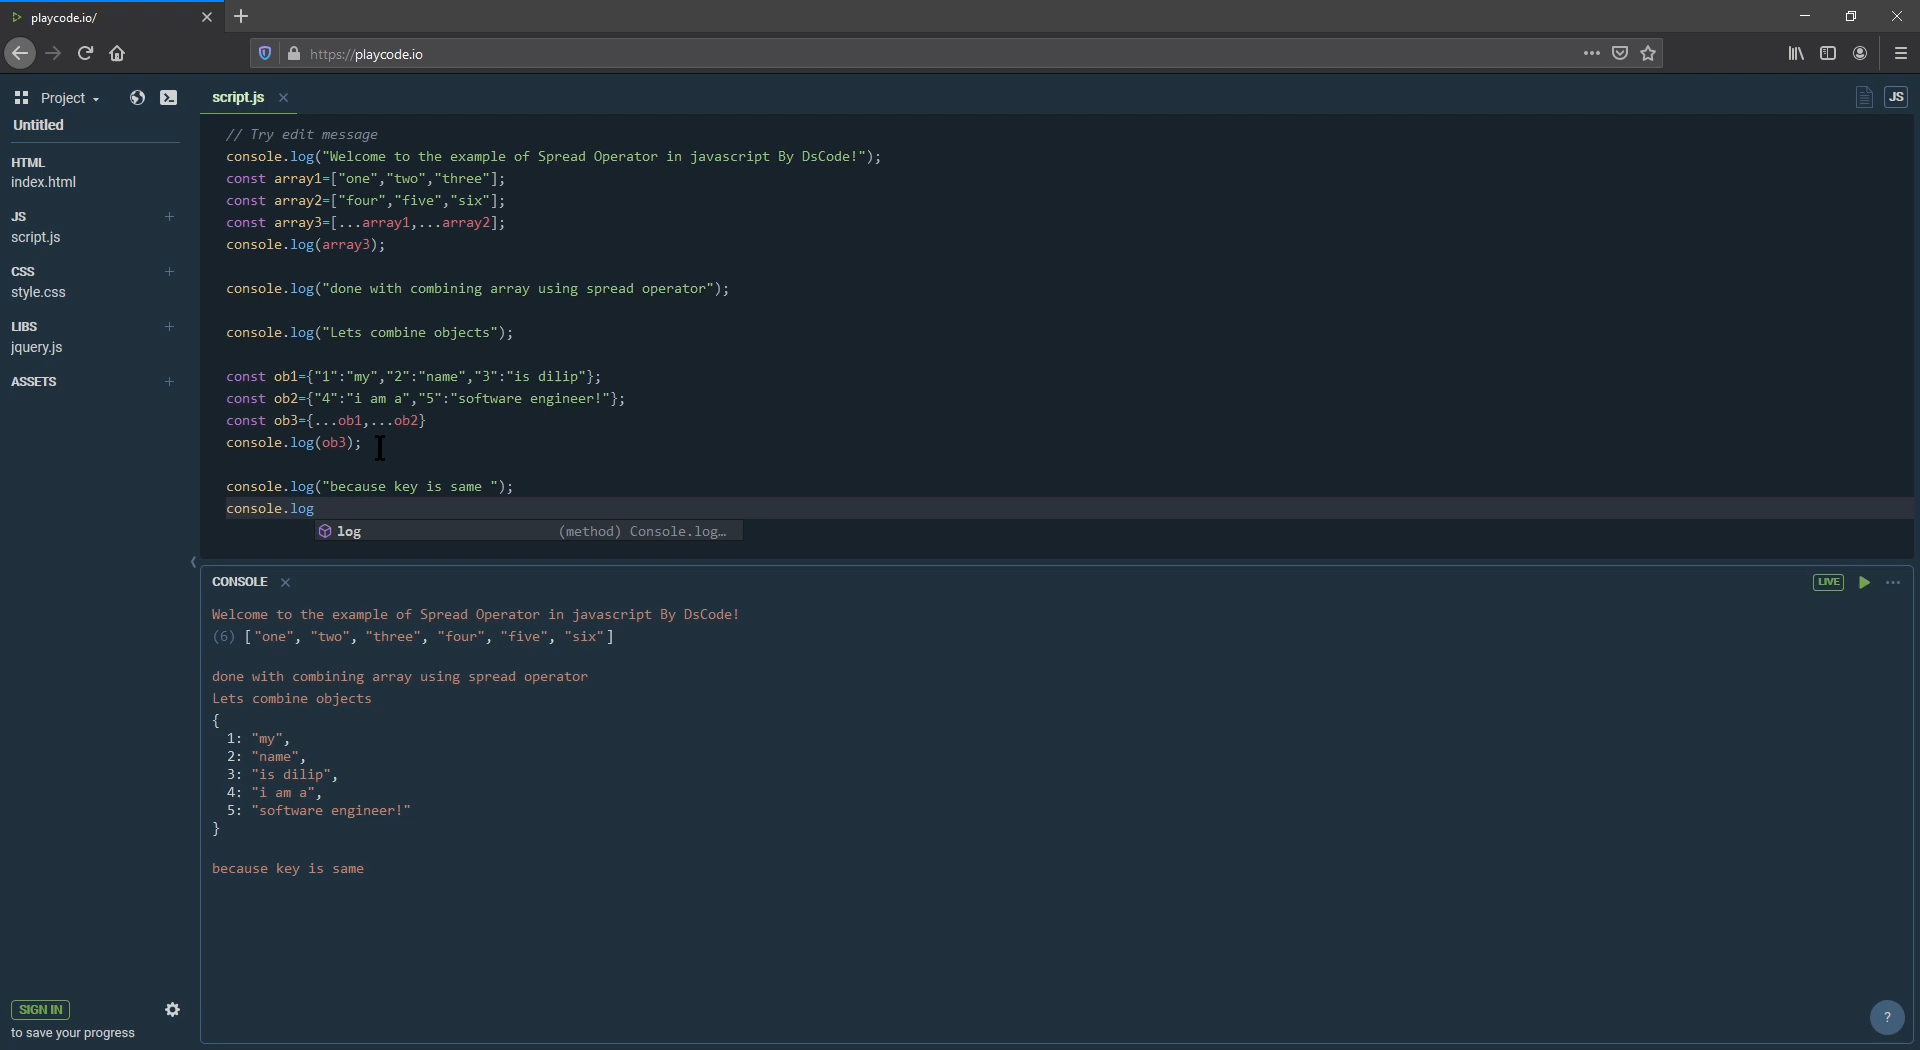 playcode.io/
https://playcode.io
Project
Untitled
HTML
index.html
JS
script.js
CSS
style.css
LIBS
jquery.js
ASSETS
SIGN IN
to save your progress
script.js
JS
// Try edit message
console.log("Welcome to the example of Spread Operator in javascript By DsCode!");
const array1=["one","two","three"];
const array2=["four","five","six"];
const array3=[...array1,...array2];
console.log(array3);
console.log("done with combining array using spread operator");
console.log("Lets combine objects");
const ob1={"1":"my","2":"name","3":"is dilip"};
const ob2={"4":"i am a","5":"software engineer!"};
const ob3={...ob1,...ob2}
console.log(ob3);
console.log("because key is same ");
console.log
log (method) Console.log…
CONSOLE
LIVE
Welcome to the example of Spread Operator in javascript By DsCode!
(6) ["one", "two", "three", "four", "five", "six"]
done with combining array using spread operator
Lets combine objects
{
1: "my",
2: "name",
3: "is dilip",
4: "i am a",
5: "software engineer!"
}
because key is same
?